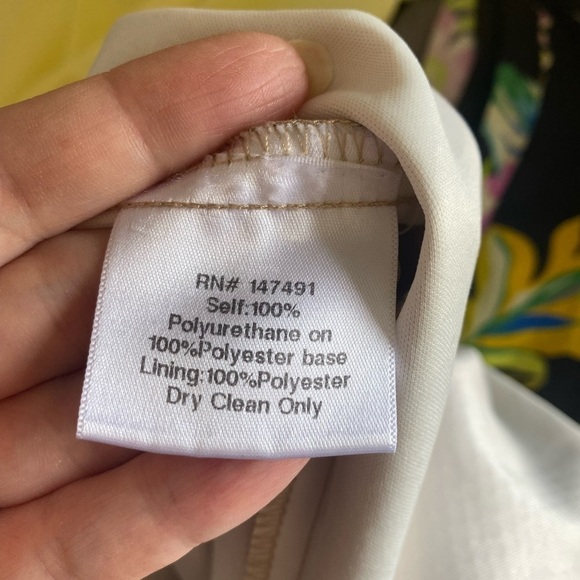 RN# 147491
Self:100%
Polyurethane on
100%Polyester base
Lining:100%Polyester
Dry Clean Only